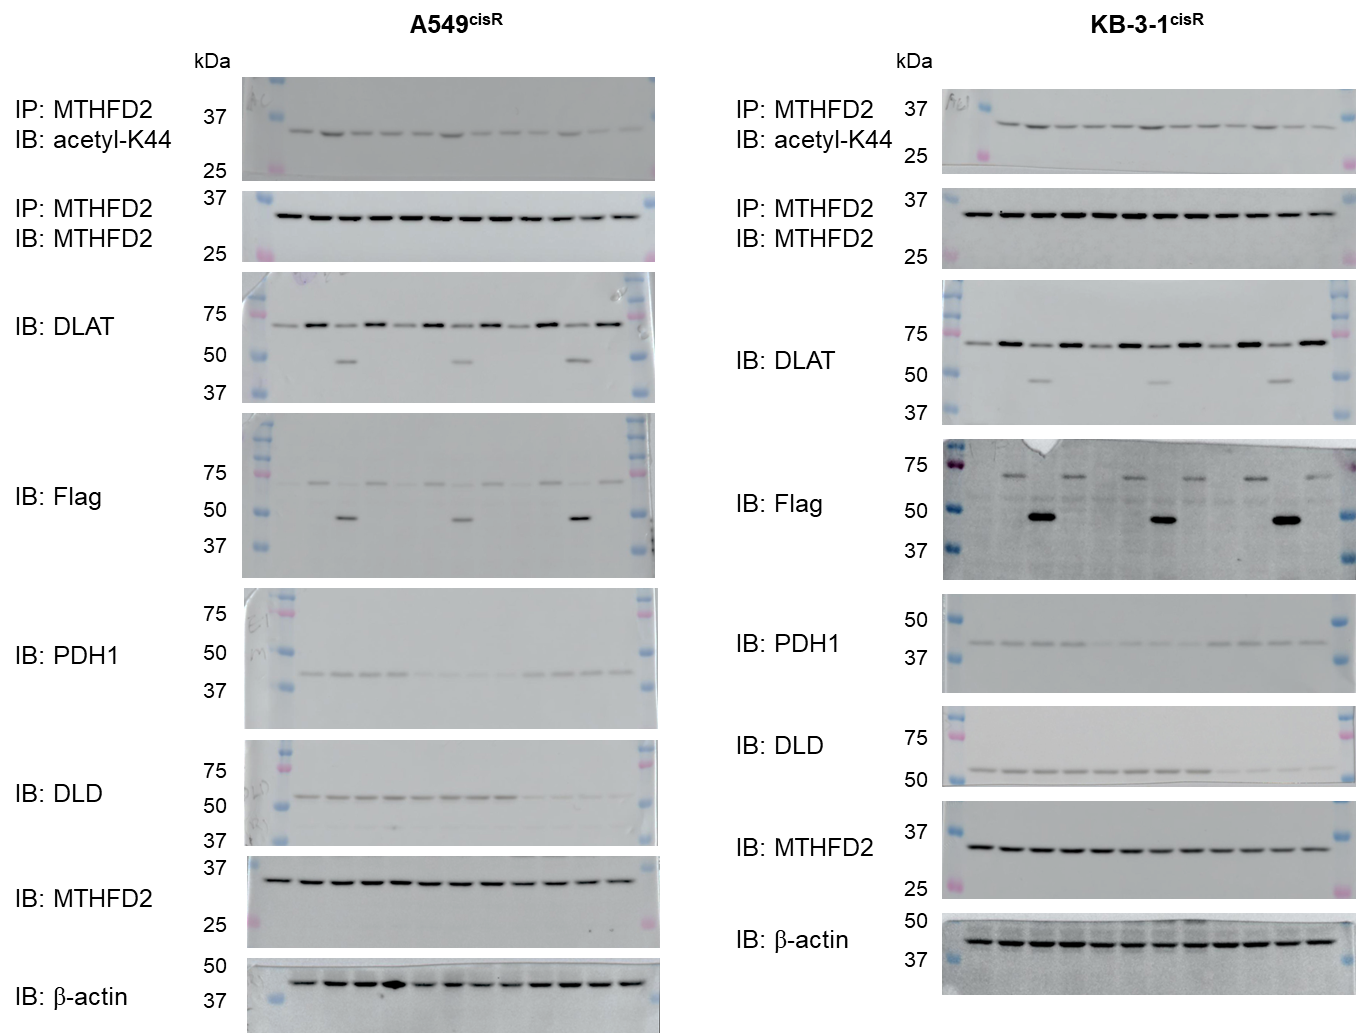 A549cisR
kDa
IP: MTHFD2
IB: acetyl-K44
37
25
IP: MTHFD2
IB: MTHFD2
37
25
IB: DLAT
75
50
37
IB: Flag
75
50
37
IB: PDH1
75
50
37
IB: DLD
75
50
37
IB: MTHFD2
37
25
IB: β-actin
50
37
KB-3-1cisR
kDa
IP: MTHFD2
IB: acetyl-K44
37
25
IP: MTHFD2
IB: MTHFD2
37
25
IB: DLAT
75
50
37
IB: Flag
75
50
37
IB: PDH1
50
37
IB: DLD
75
50
IB: MTHFD2
37
25
IB: β-actin
50
37